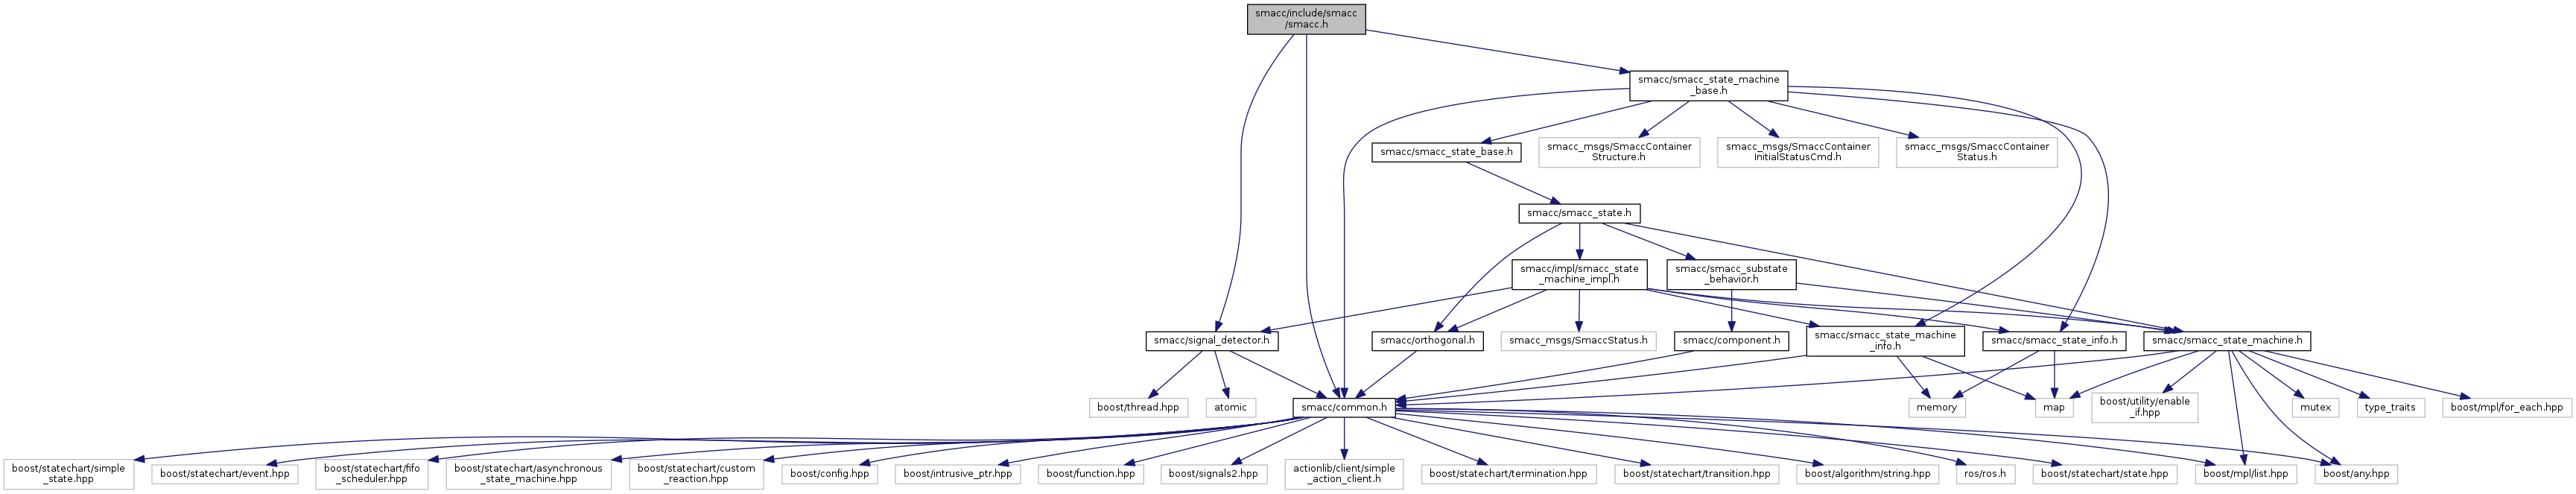 smacc/include/smacc
/smacc.h
smacc/smacc_state_machine
_base.h
smacc/smacc_state_base.h
smacc_msgs/SmaccContainer
Structure.h
smacc_msgs/SmaccContainer
InitialStatusCmd.h
smacc_msgs/SmaccContainer
Status.h
smacc/smacc_state.h
smacc/impl/smacc_state
_machine_impl.h
smacc/smacc_substate
_behavior.h
smacc/signal_detector.h
smacc/orthogonal.h
smacc_msgs/SmaccStatus.h
smacc/component.h
smacc/smacc_state_machine
_info.h
smacc/smacc_state_info.h
smacc/smacc_state_machine.h
boost/thread.hpp
atomic
smacc/common.h
memory
map
boost/utility/enable
_if.hpp
mutex
type_traits
boost/mpl/for_each.hpp
boost/statechart/simple
_state.hpp
boost/statechart/event.hpp
boost/statechart/fifo
_scheduler.hpp
boost/statechart/asynchronous
_state_machine.hpp
boost/statechart/custom
_reaction.hpp
boost/config.hpp
boost/intrusive_ptr.hpp
boost/function.hpp
boost/signals2.hpp
actionlib/client/simple
_action_client.h
boost/statechart/termination.hpp
boost/statechart/transition.hpp
boost/algorithm/string.hpp
ros/ros.h
boost/statechart/state.hpp
boost/mpl/list.hpp
boost/any.hpp